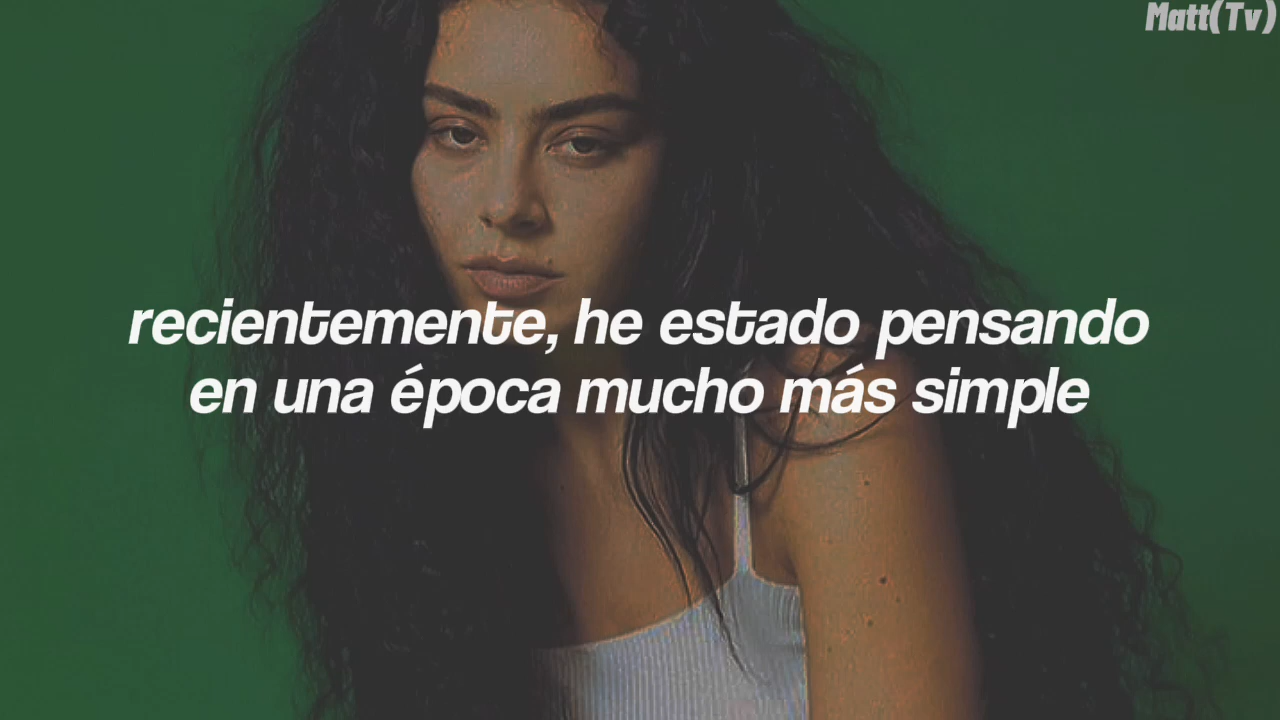 Matt(Tv)
recientemente, he estado pensando
en una época mucho más simple